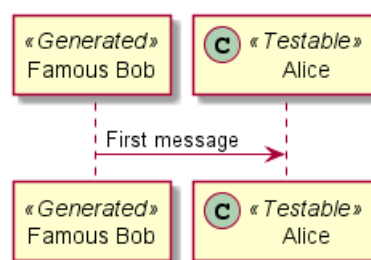 «Generated»
Famous Bob
C «Testable»
Alice
First message
«Generated»
Famous Bob
C «Testable»
Alice